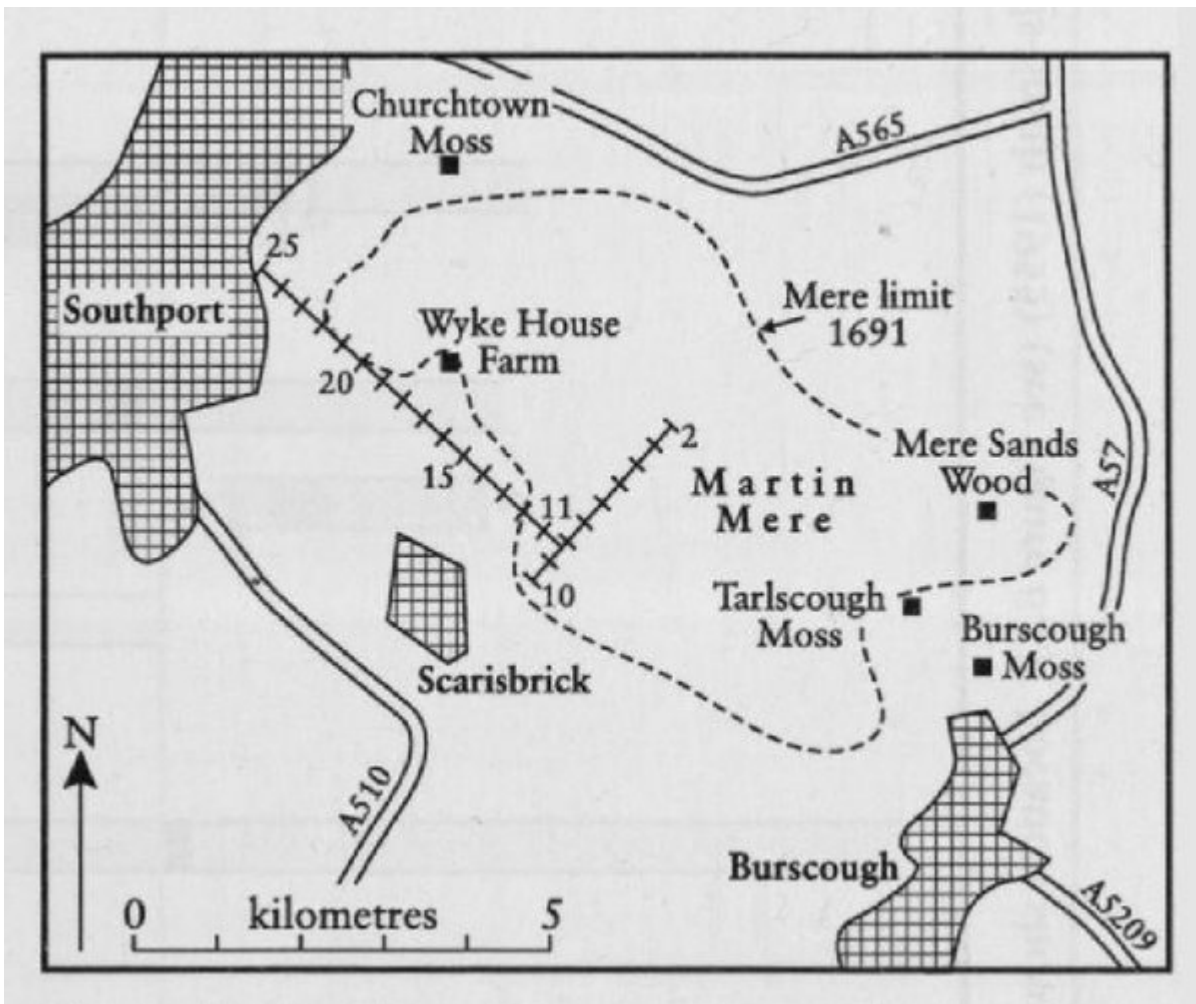 Churchtown
Moss
A565
25
Southport
Mere limit
1691
Wyke House
Farm
20
2
Mere Sands
Wood
A57
15
Martin
Mere
11
10
Tarlscough
Moss
Burscough
Moss
Scarisbrick
N
A510
Burscough
0 kilometres 5
A5209